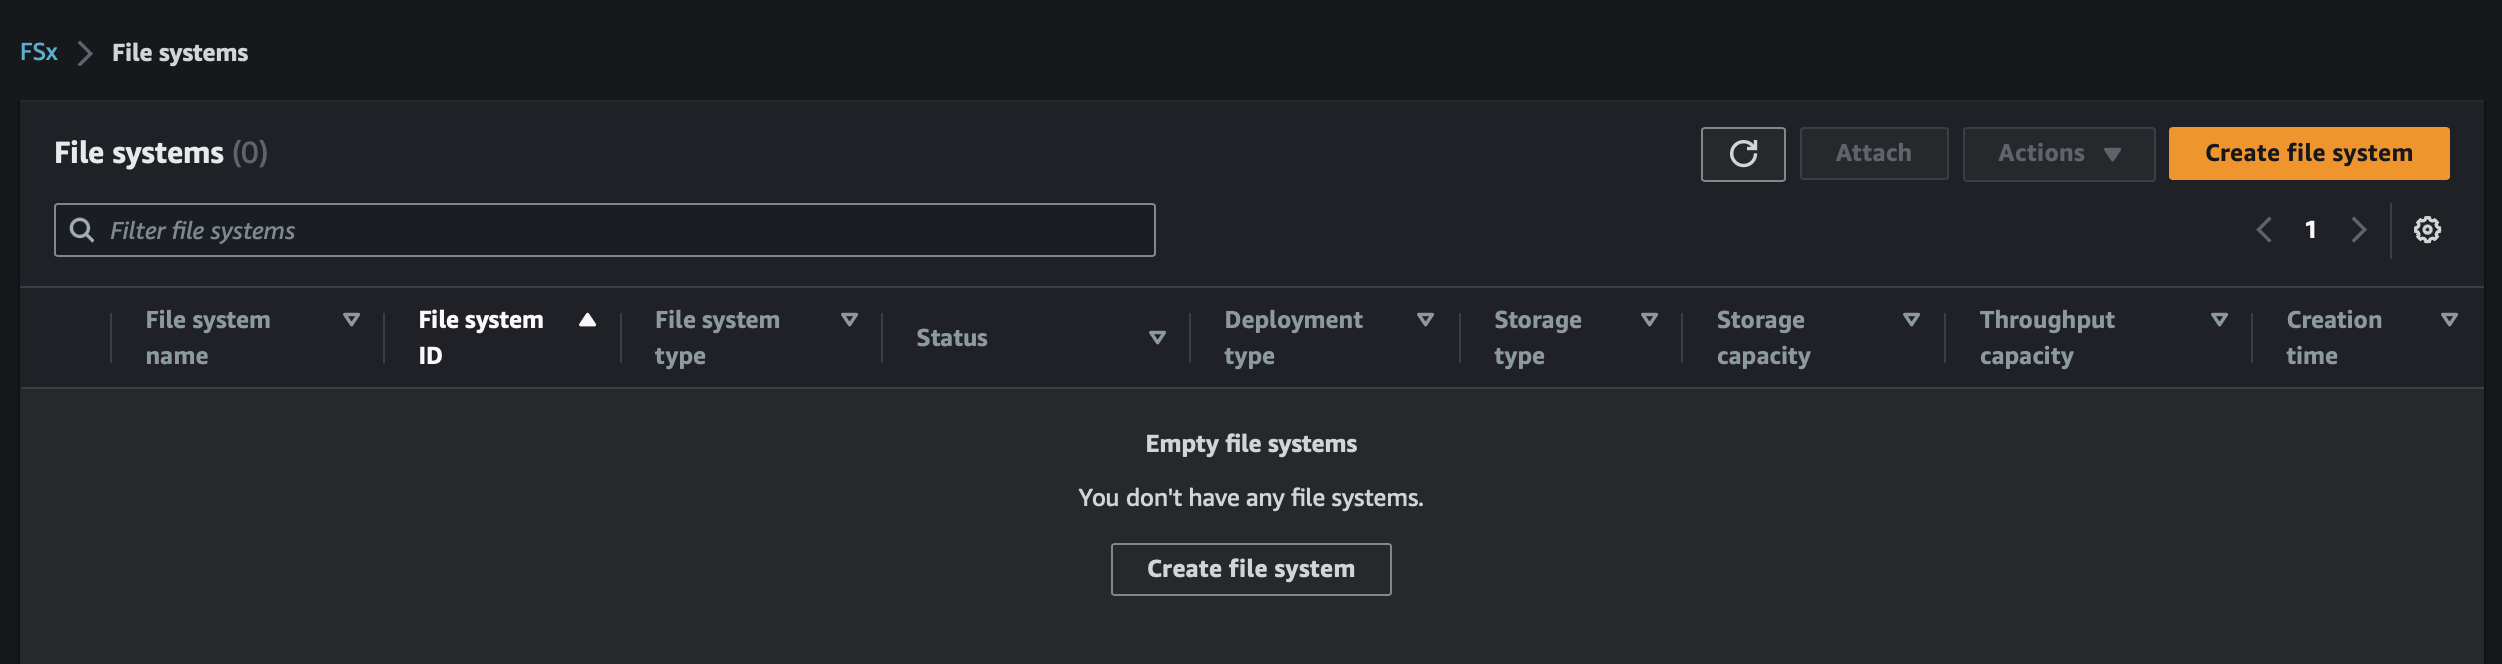 FSx
File systems
File systems (0)
Attach
Actions
Create file system
Filter file systems
1
File system name
File system ID
File system type
Status
Deployment type
Storage type
Storage capacity
Throughput capacity
Creation time
Empty file systems
You don't have any file systems.
Create file system